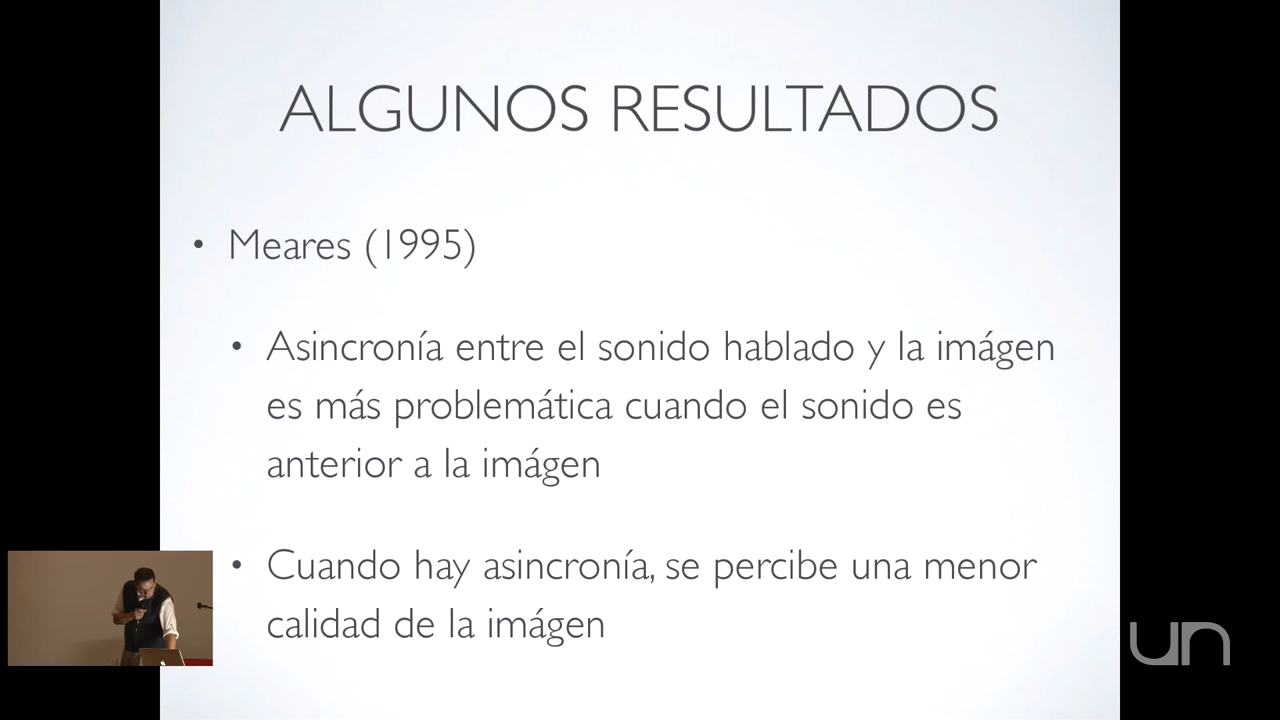 ALGUNOS RESULTADOS
• Meares (1995)
• Asincronía entre el sonido hablado y la imágen
es más problemática cuando el sonido es
anterior a la imágen
• Cuando hay asincronía, se percibe una menor
calidad de la imágen
un